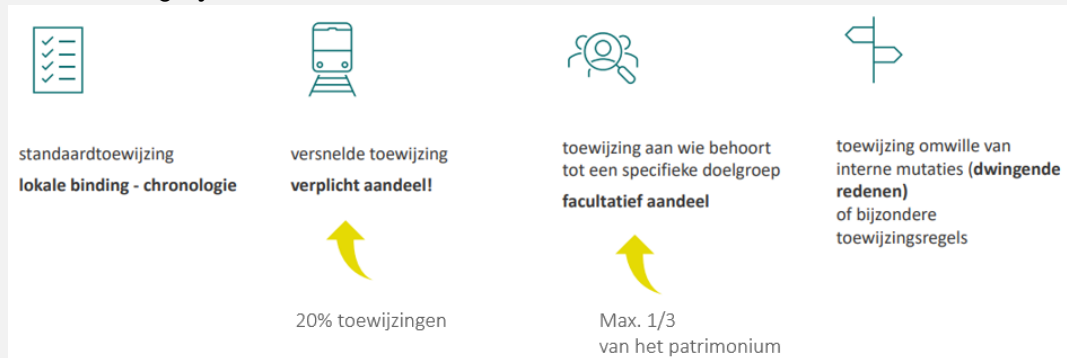 standaardtoewijzing
lokale binding - chronologie
versnelde toewijzing
verplicht aandeel!
20% toewijzingen
toewijzing aan wie behoort
tot een specifieke doelgroep
facultatief aandeel
Max. 1/3
van het patrimonium
toewijzing omwille van
interne mutaties (dwingende
redenen)
of bijzondere
toewijzingsregels